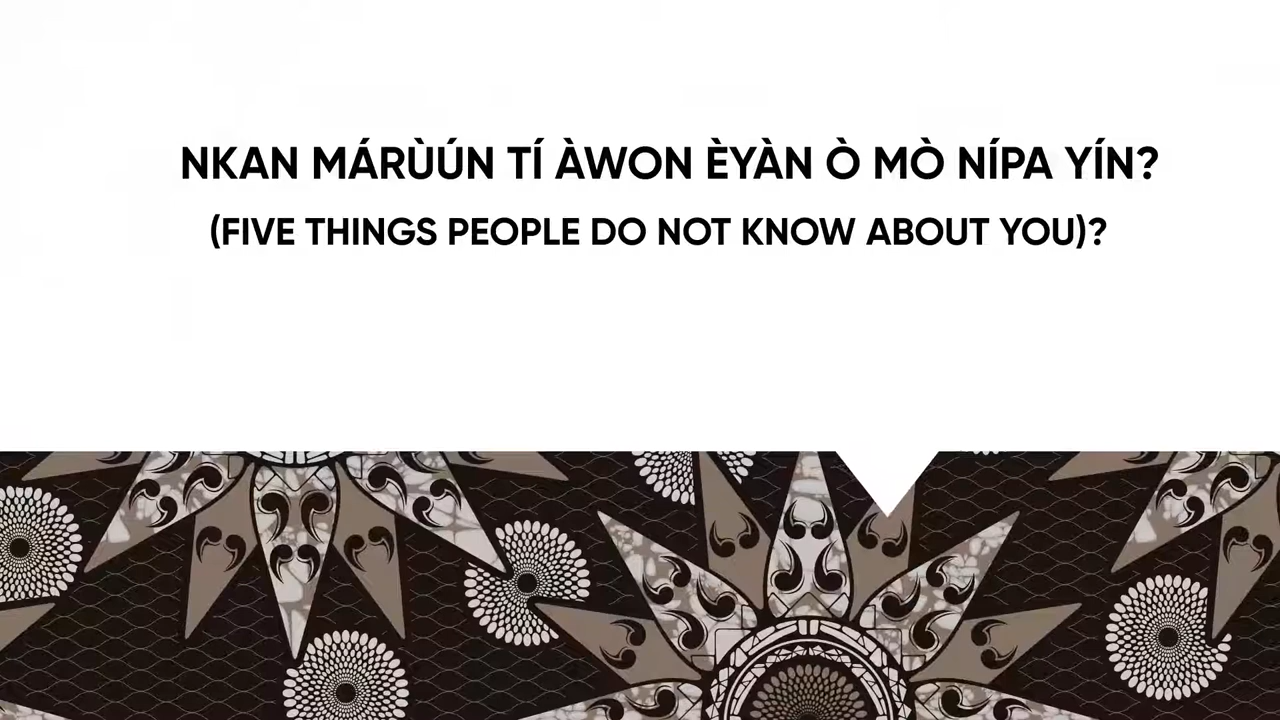 NKAN MÁRÙÚN TÍ ÀWON ÈYÀN Ò MÒ NÍPA YÍN?
(FIVE THINGS PEOPLE DO NOT KNOW ABOUT YOU)?